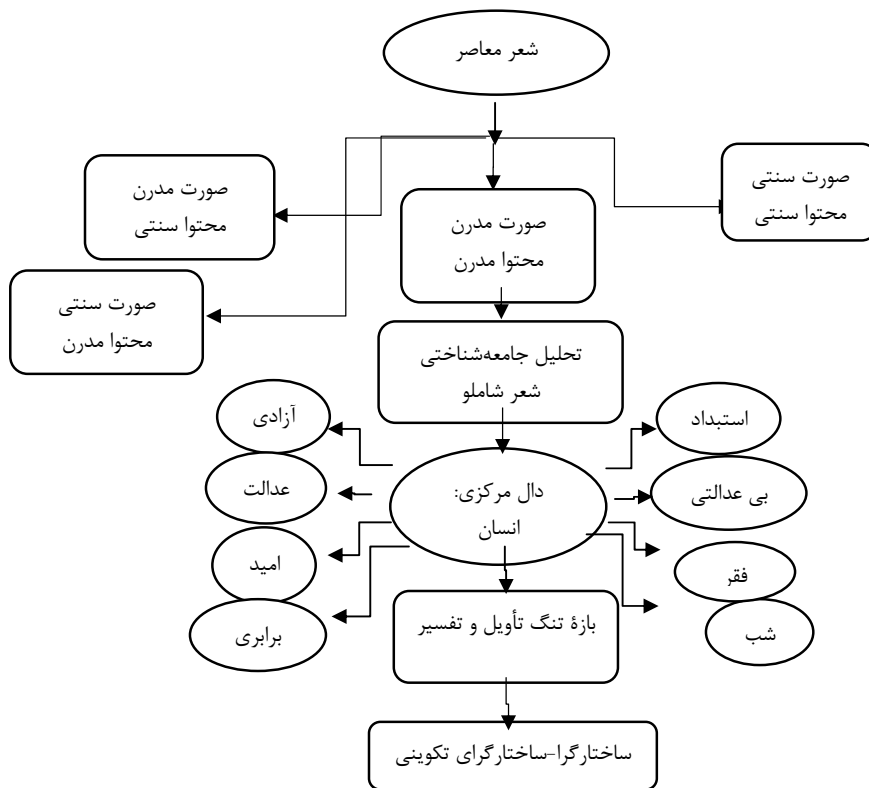 شعر معاصر
صورت سنتی
محتوا سنتی
صورت مدرن
محتوا مدرن
صورت مدرن
محتوا سنتی
صورت سنتی
محتوا مدرن
تحلیل جامعه‌شناختی
شعر شاملو
استبداد
آزادی
دال مرکزی:
انسان
بی عدالتی
عدالت
فقر
امید
شب
برابری
بازهٔ تنگ تأویل و تفسیر
ساختارگرا-ساختارگرای تکوینی